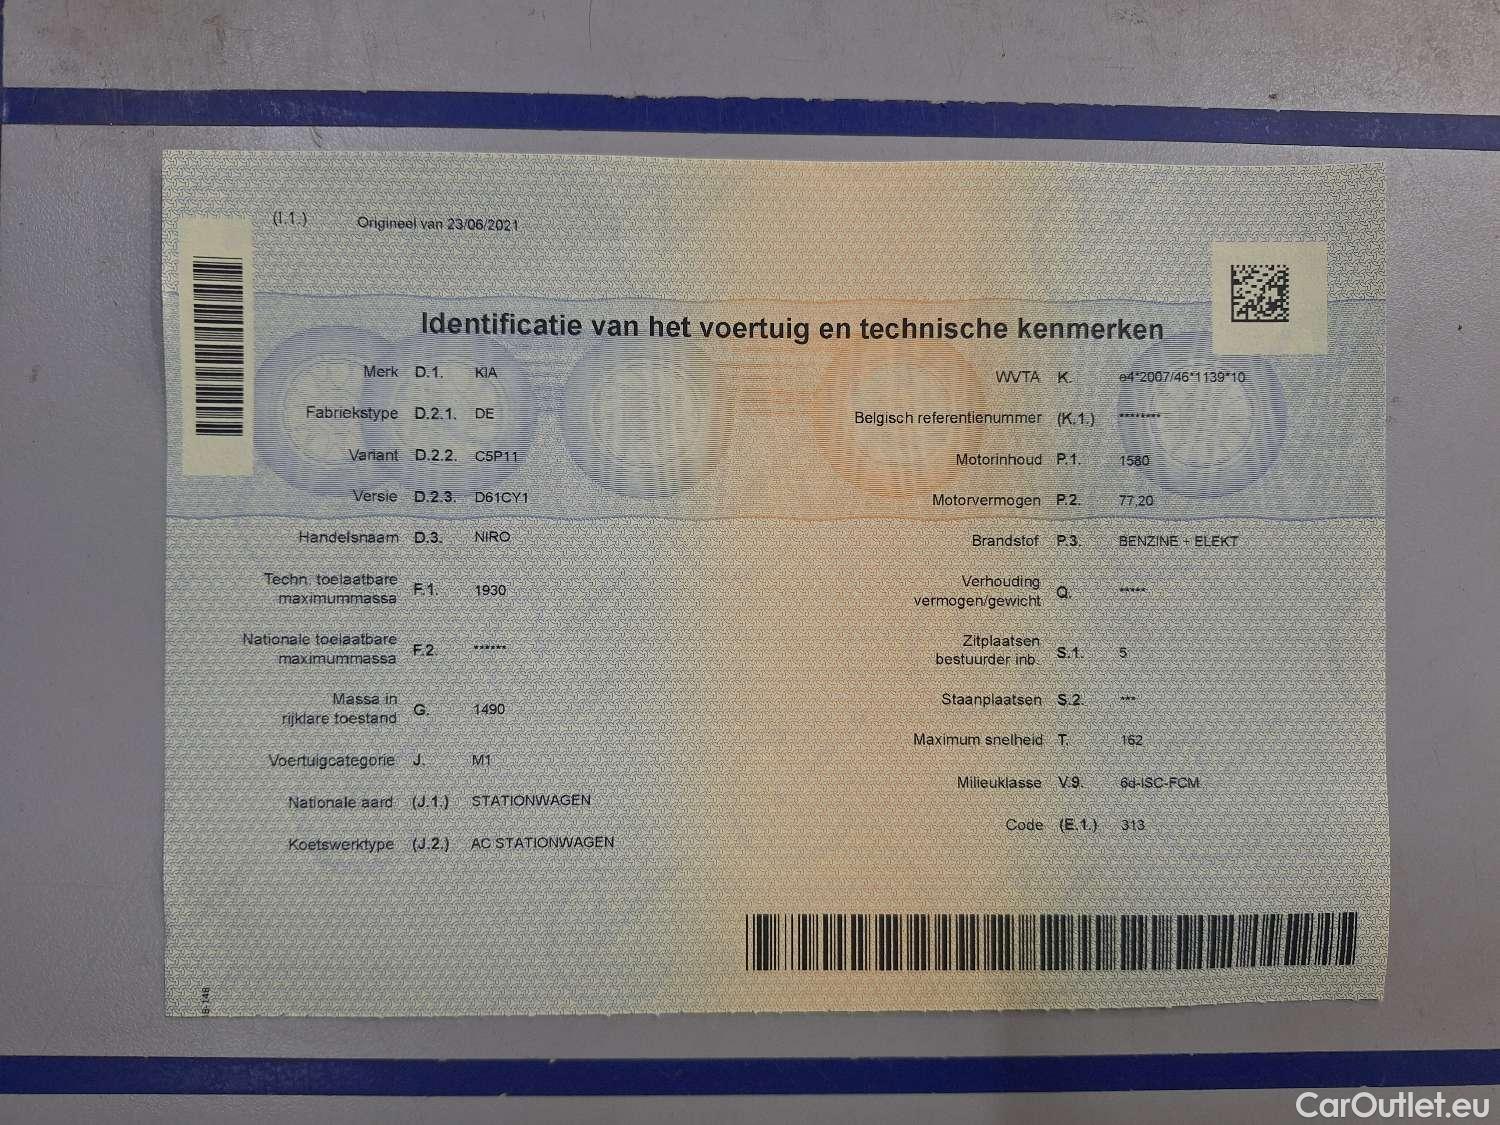 (I.1.) Origineel van 23/06/2021
Identificatie van het voertuig en technische kenmerken
Merk D.1. KIA
Fabriekstype D.2.1. DE
Variant D.2.2. C5P11
Versie D.2.3. D61CY1
Handelsnaam D.3. NIRO
Techn. toelaatbare
maximummassa F.1. 1930
Nationale toelaatbare
maximummassa F.2. ******
Massa in
rijklare toestand G. 1490
Voertuigcategorie J. M1
Nationale aard (J.1.) STATIONWAGEN
Koetswerktype (J.2.) AC STATIONWAGEN
WVTA K. e4*2007/46*1139*10
Belgisch referentienummer (K.1.) ********
Motorinhoud P.1. 1580
Motorvermogen P.2. 77,20
Brandstof P.3. BENZINE + ELEKT
Verhouding
vermogen/gewicht Q. *****
Zitplaatsen
bestuurder inb. S.1. 5
Staanplaatsen S.2. ***
Maximum snelheid T. 162
Milieuklasse V.9. 6d-ISC-FCM
Code (E.1.) 313
CarOutlet.eu